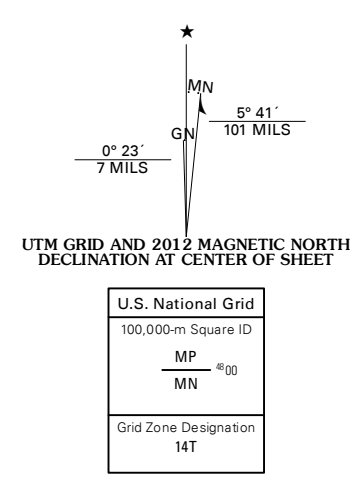 ★
MN
5° 41´
101 MILS
GN
0° 23´
7 MILS
UTM GRID AND 2012 MAGNETIC NORTH
DECLINATION AT CENTER OF SHEET
U.S. National Grid
100,000-m Square ID
MP
4800
MN
Grid Zone Designation
14T